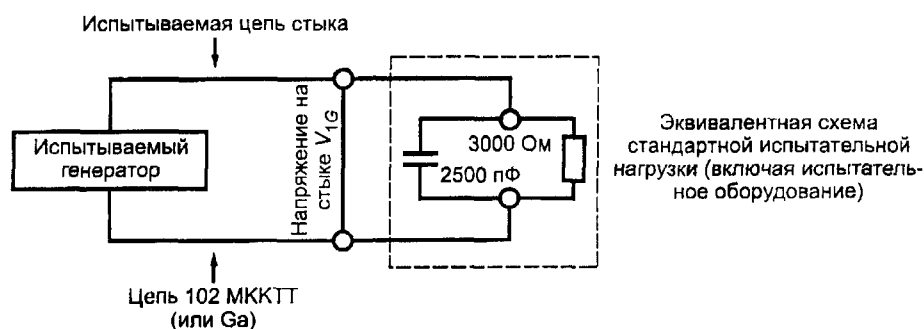 Испытываемая цепь стыка
Испытываемый
генератор
Напряжение на
стыке V1G
3000 Ом
2500 пФ
Эквивалентная схема
стандартной испытательной
нагрузки (включая испытатель-
ное оборудование)
Цепь 102 МККТТ
(или Ga)